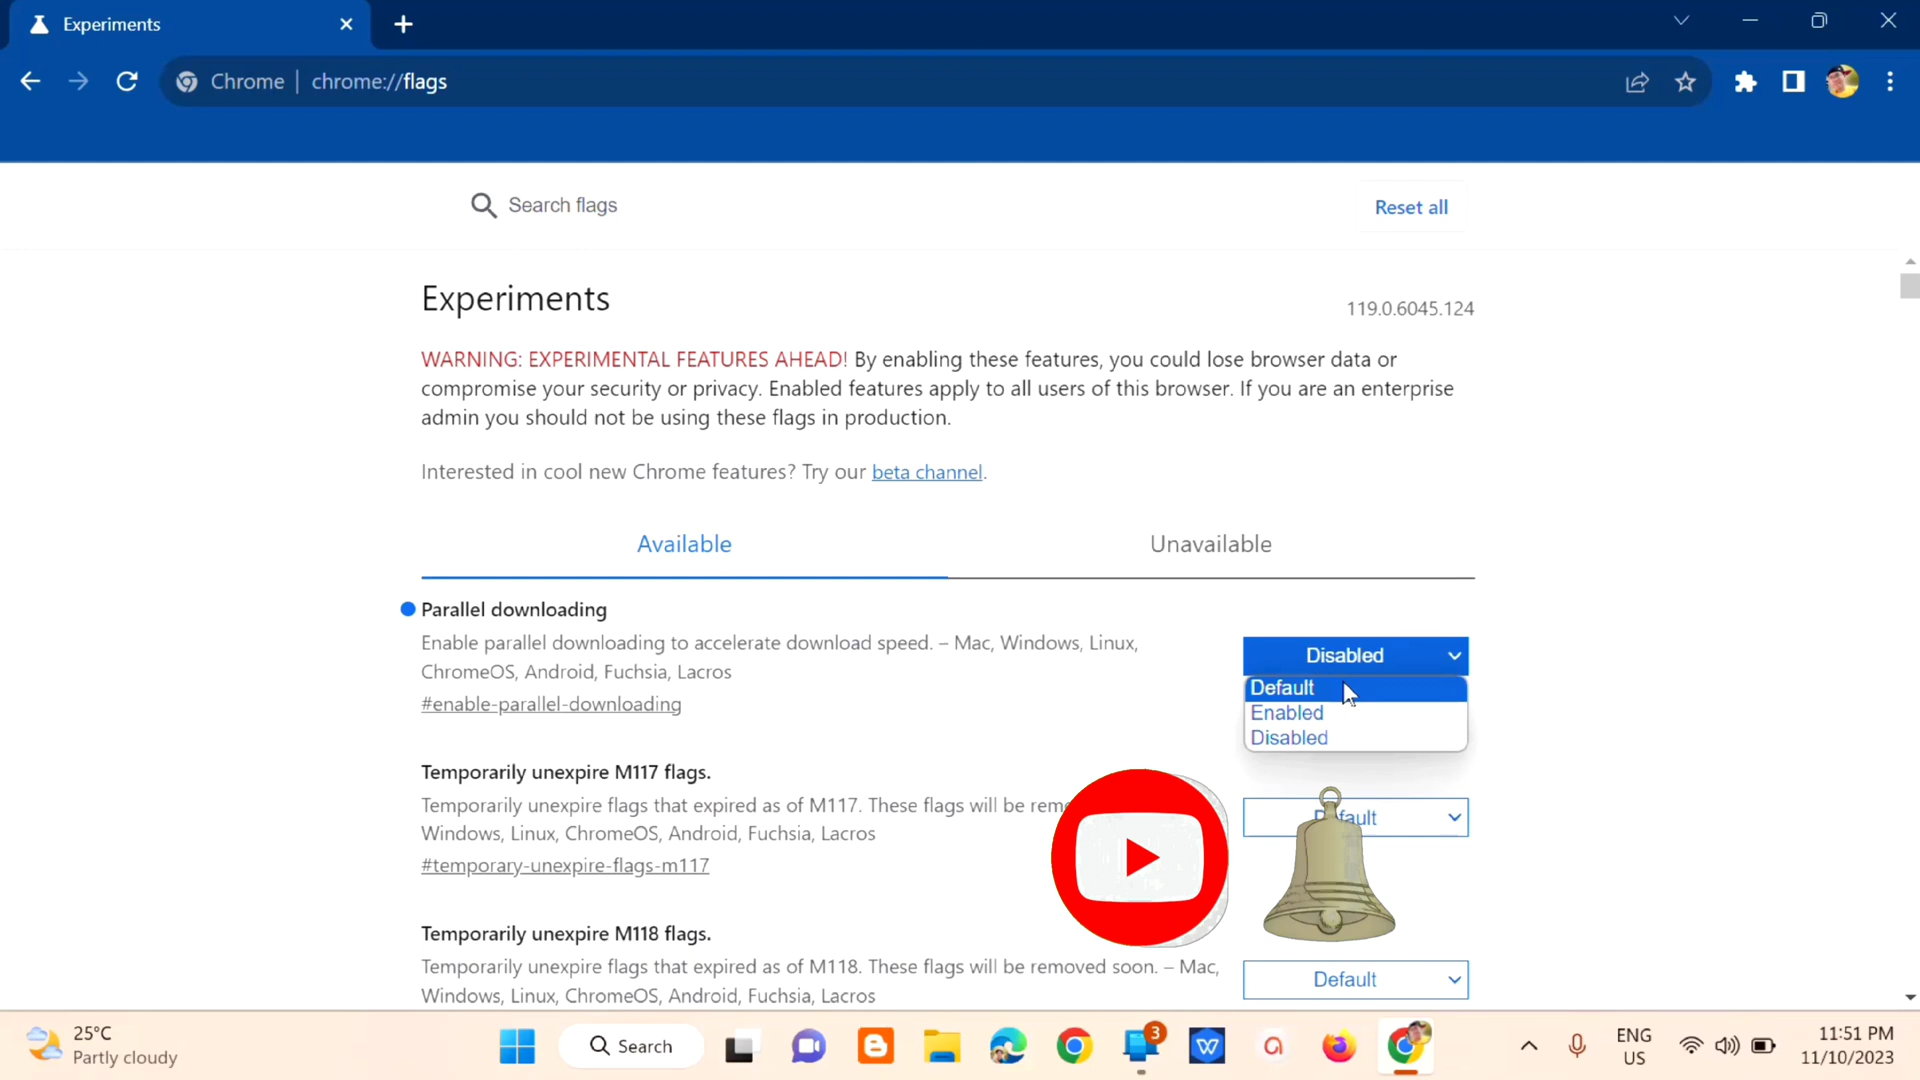 Experiments
Chrome | chrome://flags
Search flags
Reset all
Experiments
119.0.6045.124
WARNING: EXPERIMENTAL FEATURES AHEAD! By enabling these features, you could lose browser data or
compromise your security or privacy. Enabled features apply to all users of this browser. If you are an enterprise
admin you should not be using these flags in production.
Interested in cool new Chrome features? Try our beta channel.
Available
Unavailable
Parallel downloading
Enable parallel downloading to accelerate download speed. – Mac, Windows, Linux,
ChromeOS, Android, Fuchsia, Lacros
#enable-parallel-downloading
Disabled
Default
Enabled
Disabled
Temporarily unexpire M117 flags.
Temporarily unexpire flags that expired as of M117. These flags will be
Windows, Linux, ChromeOS, Android, Fuchsia, Lacros
#temporary-unexpire-flags-m117
Temporarily unexpire M118 flags.
Temporarily unexpire flags that expired as of M118. These flags will be removed soon. – Mac,
Windows, Linux, ChromeOS, Android, Fuchsia, Lacros
Default
25°C
Partly cloudy
Search
3
ENG
US
11:51 PM
11/10/2023